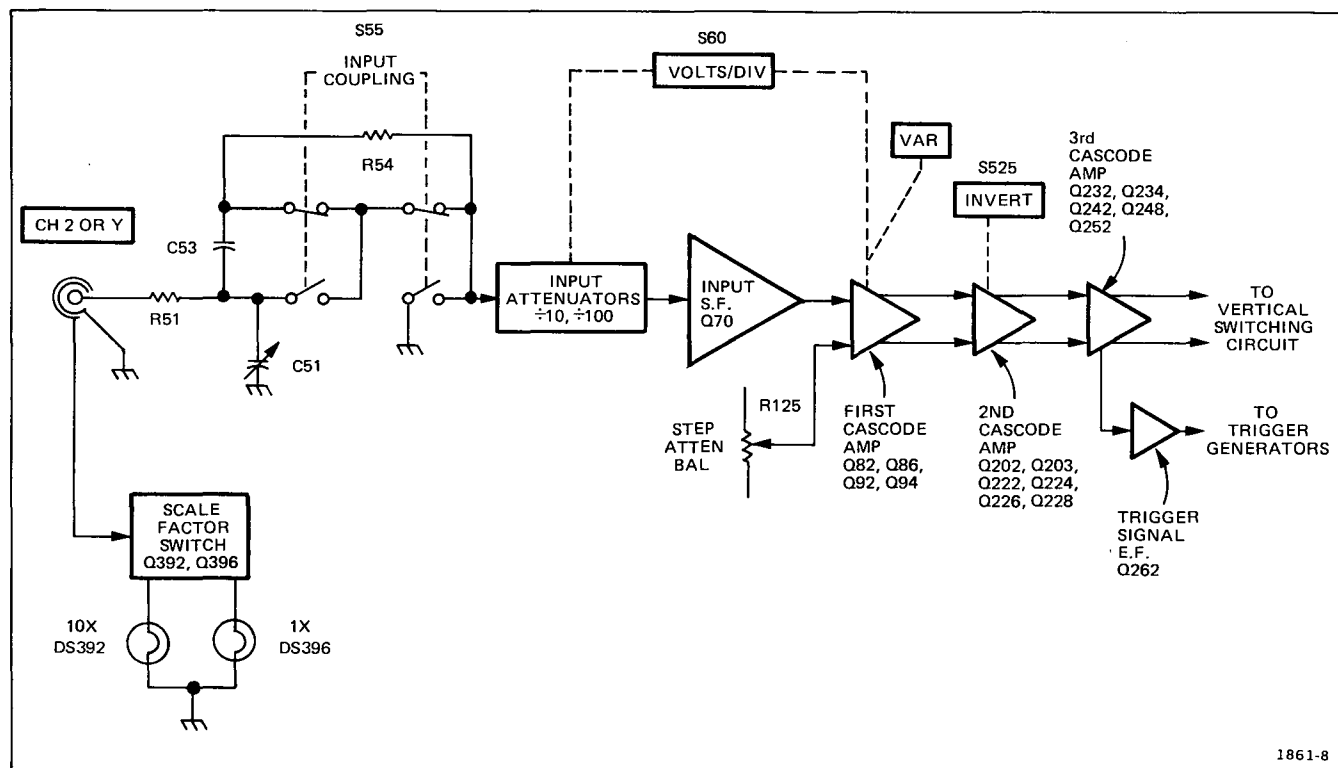 S55
INPUT
COUPLING
S60
VOLTS/DIV
R54
VAR
3rd
CASCODE
AMP
Q232, Q234,
Q242, Q248,
Q252
S525
INVERT
CH 2 OR Y
C53
R51
C51
INPUT
ATTENUATORS
÷10, ÷100
INPUT
S.F.
Q70
TO
VERTICAL
SWITCHING
CIRCUIT
STEP
ATTEN
BAL
R125
FIRST
CASCODE
AMP
Q82, Q86,
Q92, Q94
2ND
CASCODE
AMP
Q202, Q203,
Q222, Q224,
Q226, Q228
TO
TRIGGER
GENERATORS
TRIGGER
SIGNAL
E.F.
Q262
SCALE
FACTOR
SWITCH
Q392, Q396
10X
DS392
1X
DS396
1861-8